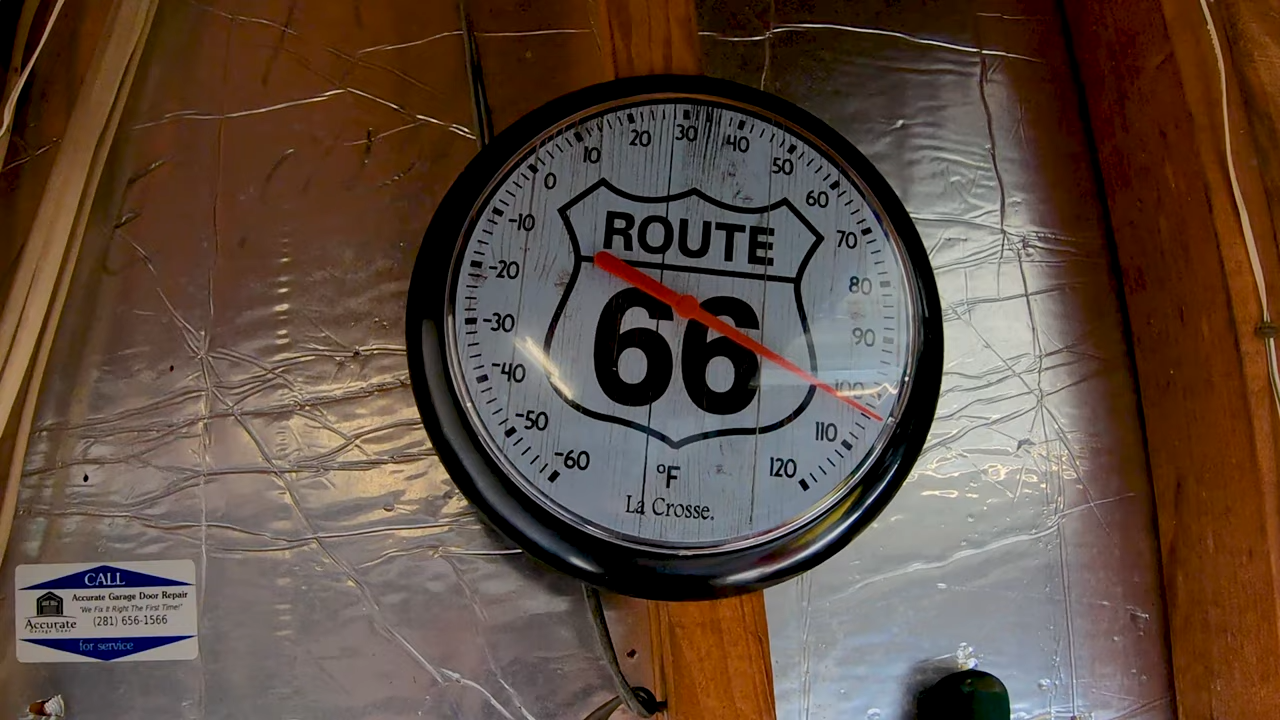 30
20
40
10
50
0
60
-10
70
-20
80
-30
90
-40
100
-50
110
-60
120
ROUTE
66
°F
La Crosse.
CALL
Accurate Garage Door Repair
"We Fix It Right The First Time!"
(281) 656-1566
Accurate
Garage Door
for service